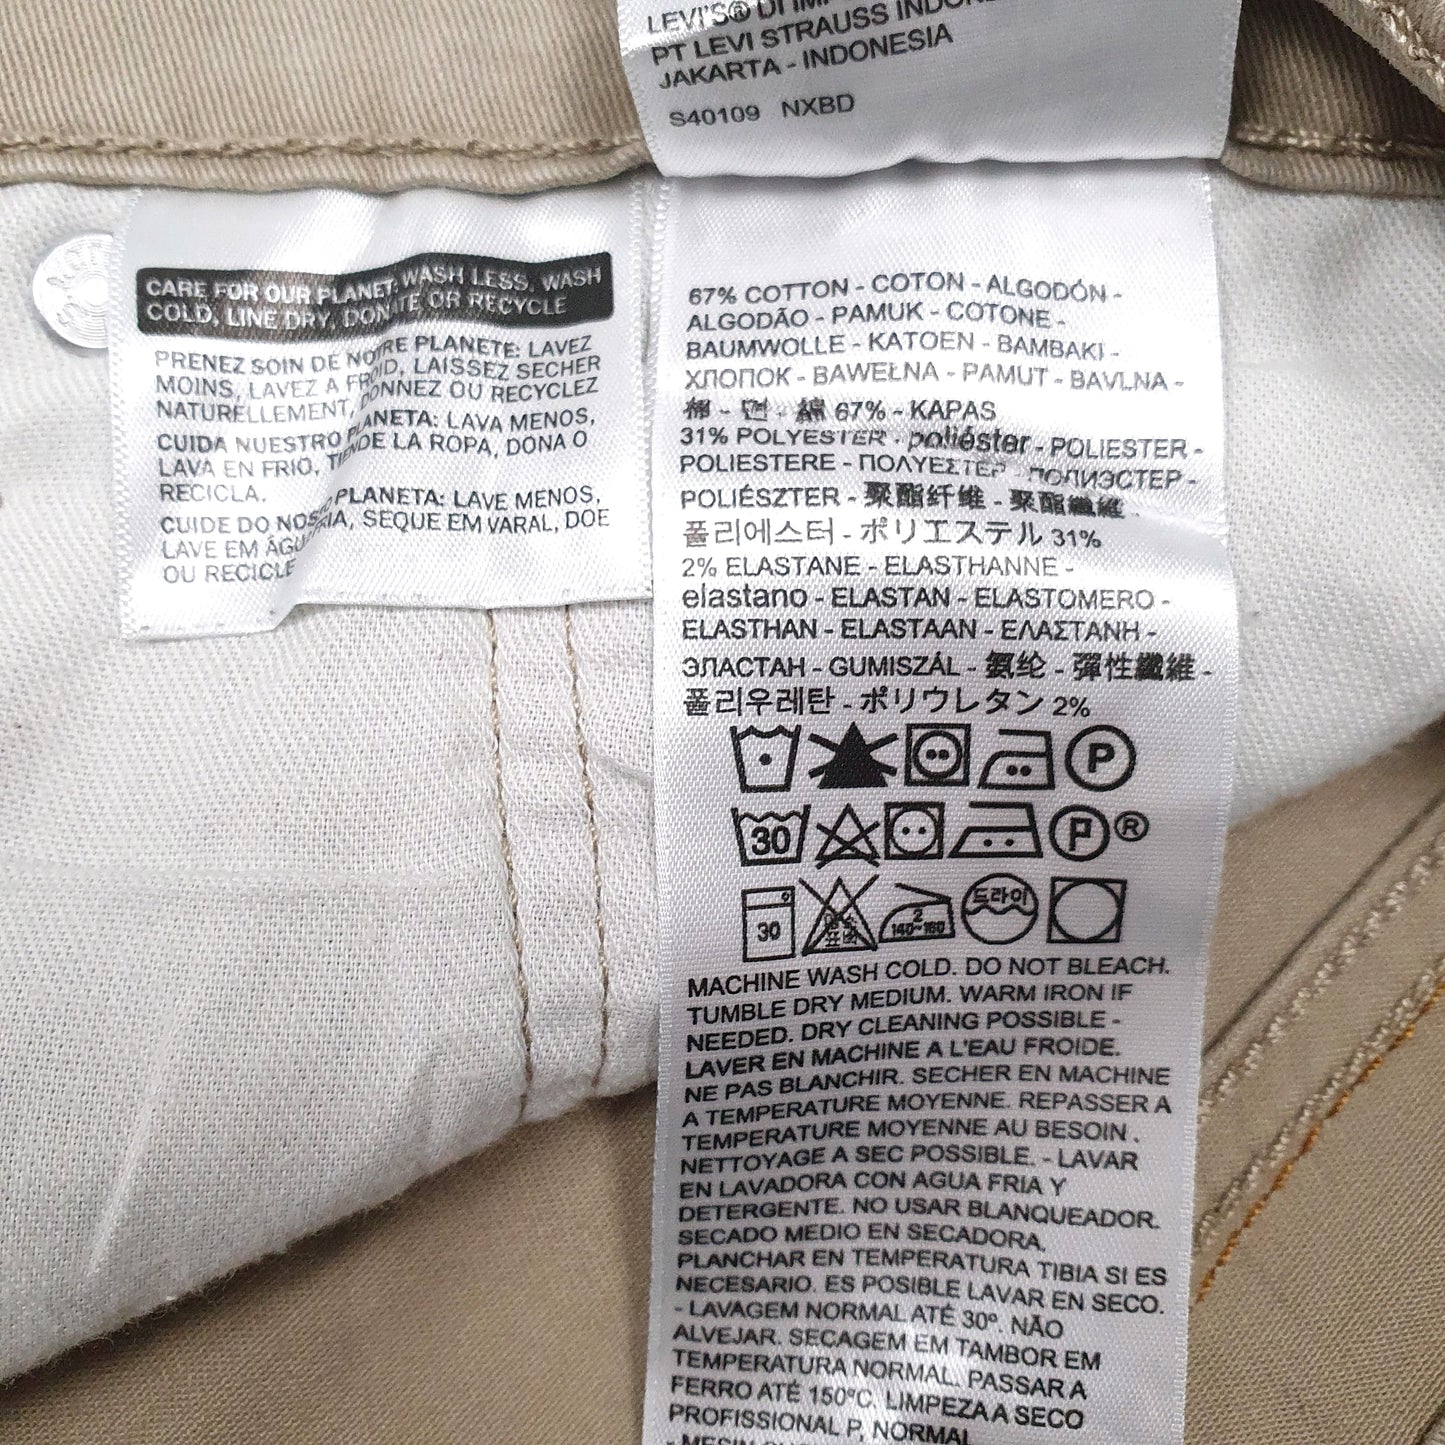 LEVI'S®
PT LEVI STRAUSS
JAKARTA - INDONESIA
S40109 NXBD
CARE FOR OUR PLANET: WASH LESS, WASH
COLD, LINE DRY, DONATE OR RECYCLE
PRENEZ SOIN DE NOTRE PLANETE: LAVEZ
MOINS, LAVEZ A FROID, LAISSEZ SECHER
NATURELLEMENT, DONNEZ OU RECYCLEZ
CUIDA NUESTRO PLANETA: LAVA MENOS,
LAVA EN FRIO, TIENDE LA ROPA, DONA O
RECICLA.
CUIDE DO NOSSO PLANETA: LAVE MENOS,
LAVE EM ÁGUA FRIA, SEQUE EM VARAL, DOE
OU RECICLE
67% COTTON - COTON - ALGODÓN -
ALGODÃO - PAMUK - COTONE -
BAUMWOLLE - KATOEN - BAMBAKI -
ХЛОПОК - BAWEŁNA - PAMUT - BAVLNA -
棉 - 면 - 綿 67% - KAPAS
31% POLYESTER - poliéster - POLIESTER -
POLIESTERE - ΠΟΛΥΕΣΤΕΡ - ПОЛИЭСТЕР -
POLIÉSZTER - 聚酯纤维 - 聚酯纖維 -
폴리에스터 - ポリエステル 31%
2% ELASTANE - ELASTHANNE -
elastano - ELASTAN - ELASTOMERO -
ELASTHAN - ELASTAAN - ΕΛΑΣΤΑΝΗ -
ЭЛАСТАН - GUMISZÁL - 氨纶 - 彈性纖維 -
폴리우레탄 - ポリウレタン 2%
P
30 P ®
30 2 140~160 드라이
MACHINE WASH COLD. DO NOT BLEACH.
TUMBLE DRY MEDIUM. WARM IRON IF
NEEDED. DRY CLEANING POSSIBLE -
LAVER EN MACHINE A L'EAU FROIDE.
NE PAS BLANCHIR. SECHER EN MACHINE
A TEMPERATURE MOYENNE. REPASSER A
TEMPERATURE MOYENNE AU BESOIN .
NETTOYAGE A SEC POSSIBLE. - LAVAR
EN LAVADORA CON AGUA FRIA Y
DETERGENTE. NO USAR BLANQUEADOR.
SECADO MEDIO EN SECADORA.
PLANCHAR EN TEMPERATURA TIBIA SI ES
NECESARIO. ES POSIBLE LAVAR EN SECO.
- LAVAGEM NORMAL ATÉ 30º. NÃO
ALVEJAR. SECAGEM EM TAMBOR EM
TEMPERATURA NORMAL. PASSAR A
FERRO ATÉ 150ºC. LIMPEZA A SECO
PROFISSIONAL P, NORMAL